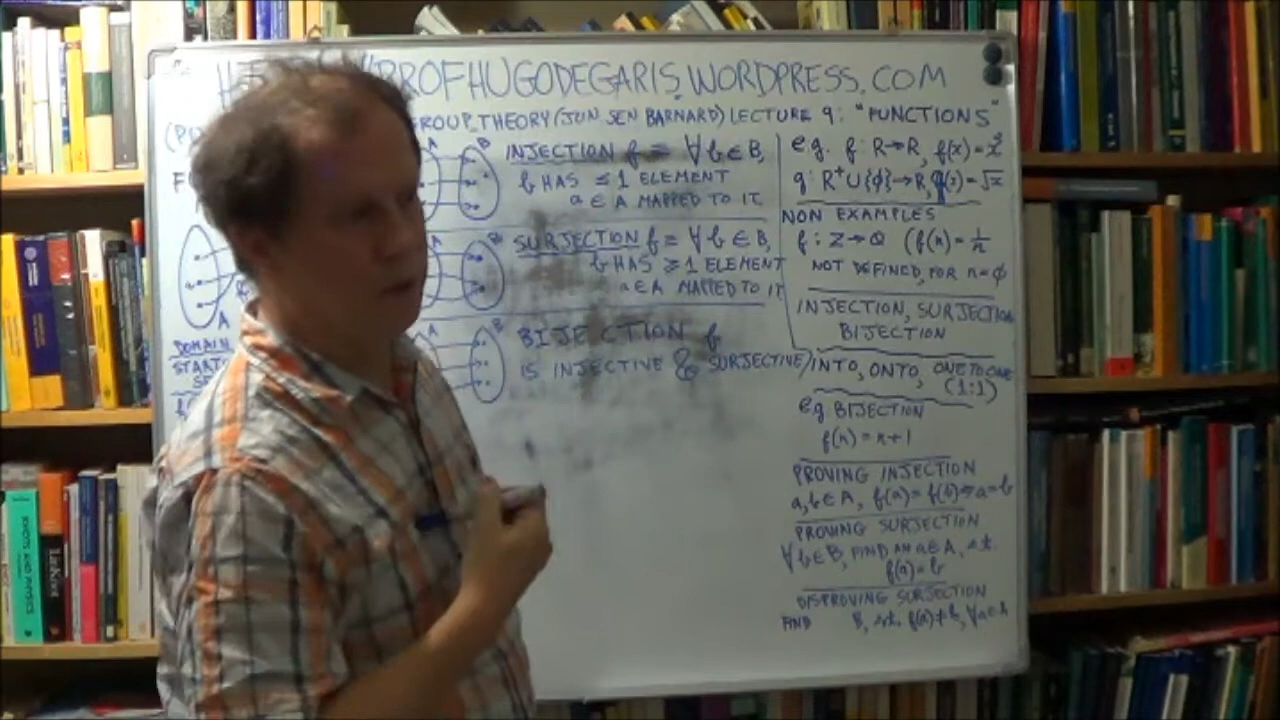 PROFHUGODEGARIS.WORDPRESS.COM
GROUP THEORY (JUN SEN BARNARD) LECTURE 9: "FUNCTIONS"
A B
INJECTION f ≡ ∀ b ∈ B,
b HAS ≤ 1 ELEMENT
a ∈ A MAPPED TO IT
A B
SURJECTION f ≡ ∀ b ∈ B,
b HAS ≥ 1 ELEMENT
a ∈ A MAPPED TO IT
A B
BIJECTION f
IS INJECTIVE & SURJECTIVE
A
DOMAIN
e.g. f: R→R, f(x) = x²
g: R⁺∪{φ}→R, g(x) = √x
NON EXAMPLES
f: Z→Q (f(n) = 1/n
NOT DEFINED FOR n=φ
INJECTION, SURJECTION
BIJECTION
INTO, ONTO, ONE TO ONE
(1:1)
e.g. BIJECTION
f(n) = n+1
PROVING INJECTION
a,b ∈ A, f(a) = f(b) ⇒ a = b
PROVING SURJECTION
∀ b ∈ B, FIND AN a ∈ A, s.t.
f(a) = b
DISPROVING SURJECTION
FIND B, s.t. f(a) ≠ b, ∀ a ∈ A